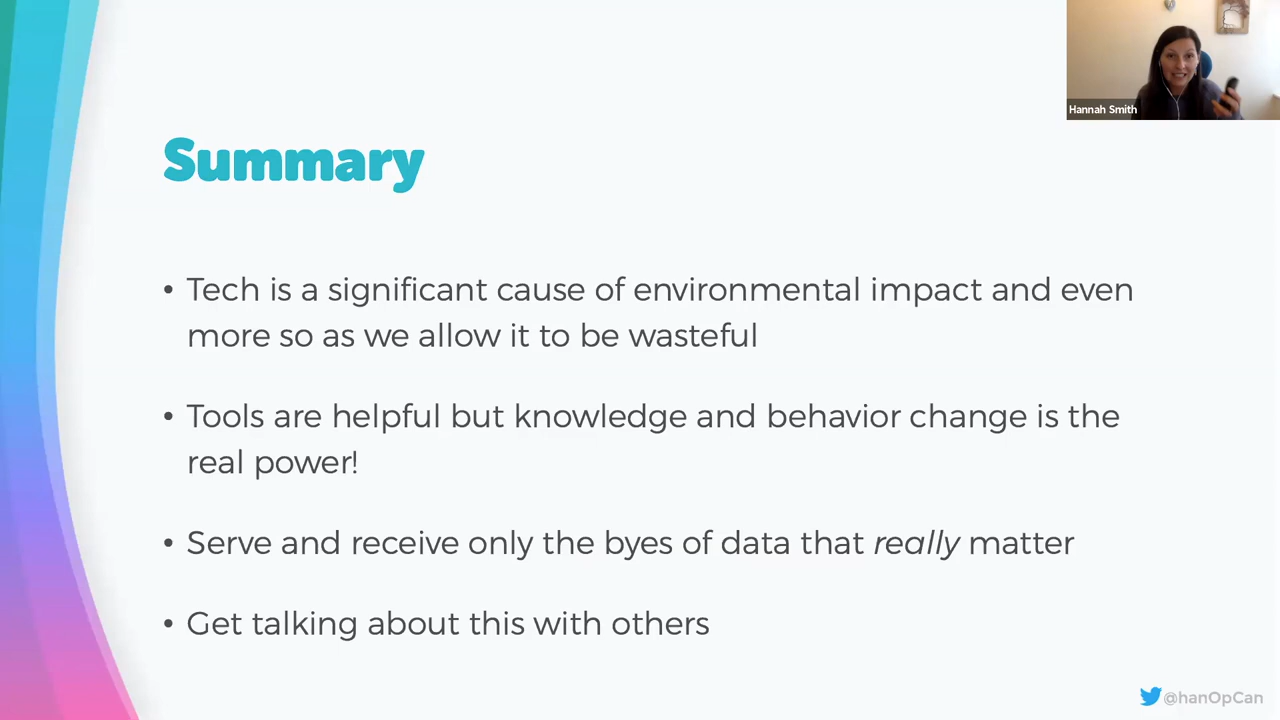 Hannah Smith
Summary
• Tech is a significant cause of environmental impact and even
more so as we allow it to be wasteful
• Tools are helpful but knowledge and behavior change is the
real power!
• Serve and receive only the byes of data that really matter
• Get talking about this with others
@hanOpCan